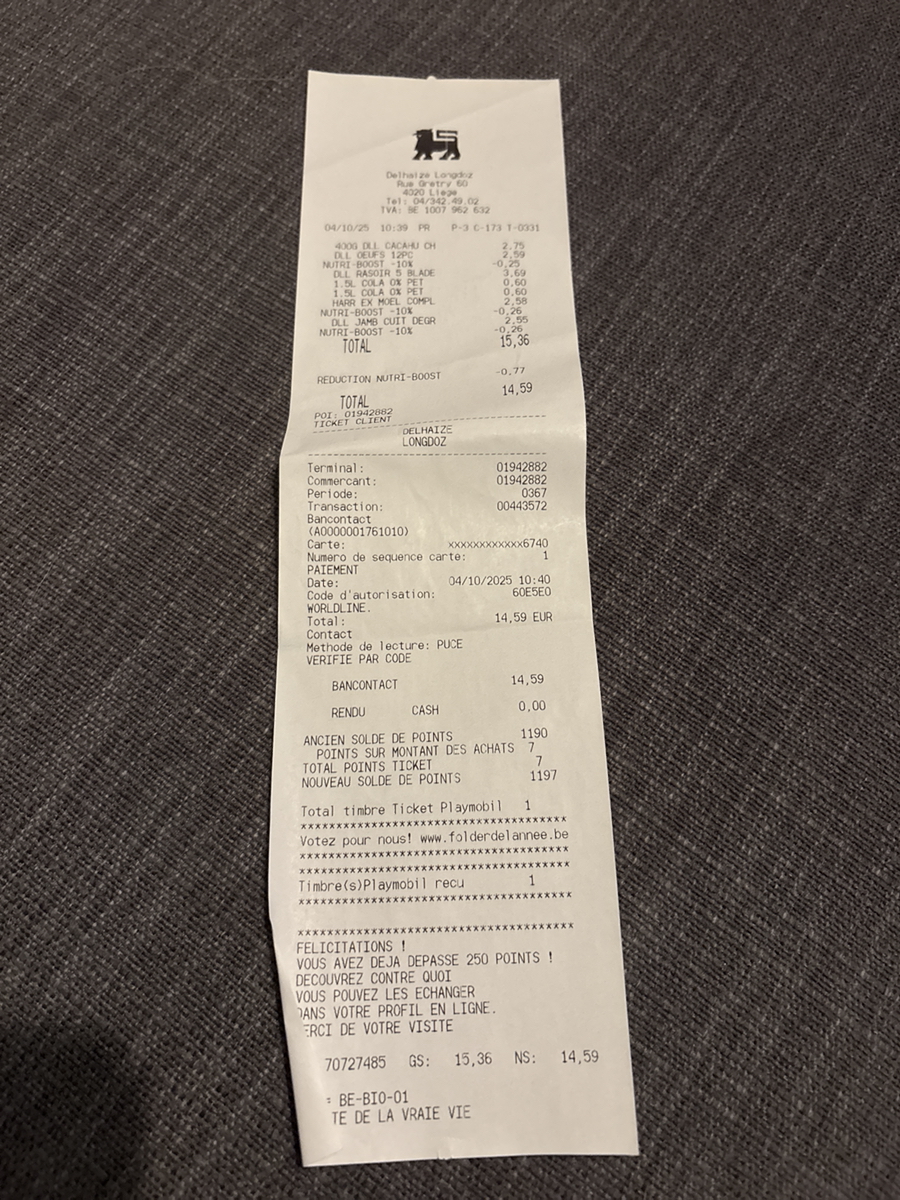 Delhaize Longdoz
Rue Gretry 60
4020 Liege
Tel: 04/342.49.02
TVA: BE 1007 962 632
04/10/25 10:39 PR P-3 C-173 T-0331
400G DLL CACAHU CH 2,75
DLL OEUFS 12PC 2,59
NUTRI-BOOST -10% -0,25
DLL RASOIR 5 BLADE 3,69
1.5L COLA 0% PET 0,60
1.5L COLA 0% PET 0,60
HARR EX MOEL COMPL 2,58
NUTRI-BOOST -10% -0,26
DLL JAMB CUIT DEGR 2,55
NUTRI-BOOST -10% -0,26
TOTAL 15,36
REDUCTION NUTRI-BOOST -0,77
TOTAL 14,59
POI: 01942882
TICKET CLIENT
DELHAIZE
LONGDOZ
Terminal: 01942882
Commercant: 01942882
Periode: 0367
Transaction: 00443572
Bancontact
(A0000001761010)
Carte: xxxxxxxxxxxx6740
Numero de sequence carte: 1
PAIEMENT
Date: 04/10/2025 10:40
Code d'autorisation: 60E5E0
WORLDLINE.
Total: 14,59 EUR
Contact
Methode de lecture: PUCE
VERIFIE PAR CODE
BANCONTACT 14,59
RENDU CASH 0,00
ANCIEN SOLDE DE POINTS 1190
POINTS SUR MONTANT DES ACHATS 7
TOTAL POINTS TICKET 7
NOUVEAU SOLDE DE POINTS 1197
Total timbre Ticket Playmobil 1
****************************************
Votez pour nous! www.folderdelannee.be
****************************************
****************************************
Timbre(s)Playmobil recu 1
****************************************
****************************************
FELICITATIONS !
VOUS AVEZ DEJA DEPASSE 250 POINTS !
DECOUVREZ CONTRE QUOI
VOUS POUVEZ LES ECHANGER
DANS VOTRE PROFIL EN LIGNE.
ERCI DE VOTRE VISITE
70727485 GS: 15,36 NS: 14,59
: BE-BIO-01
TE DE LA VRAIE VIE